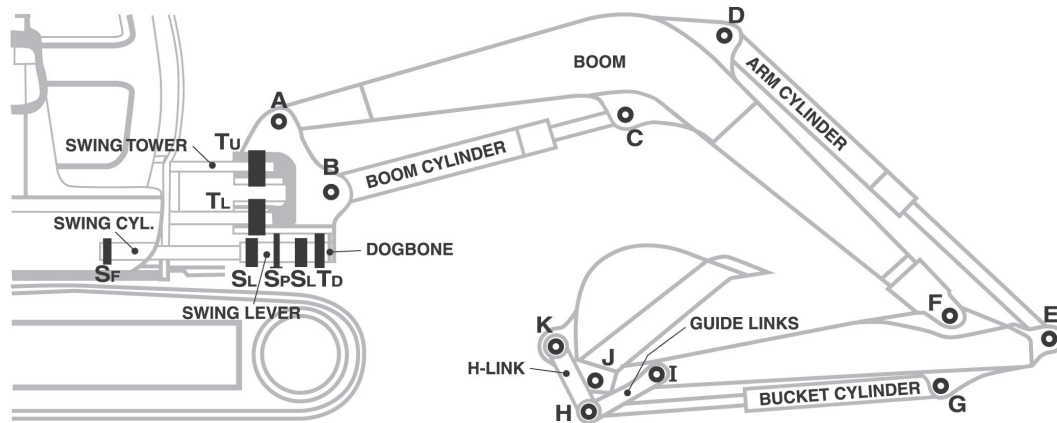 D
BOOM
ARM CYLINDER
A
C
SWING TOWER
TU
B
BOOM CYLINDER
TL
SWING CYL.
DOGBONE
SF
SL
SP
SL
TD
SWING LEVER
F
E
K
GUIDE LINKS
J
I
H-LINK
H
BUCKET CYLINDER
G